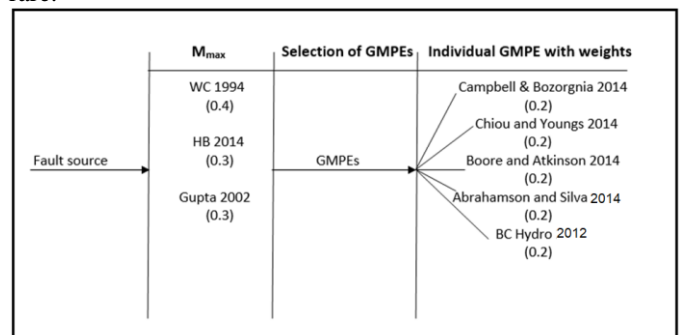 M max Selection of GMPEs Individual GMPE with weights
WC 1994
(0.4)
HB 2014
(0.3)
Gupta 2002
(0.3)
Fault source
GMPEs
Campbell & Bozorgnia 2014
(0.2)
Chiou and Youngs 2014
(0.2)
Boore and Atkinson 2014
(0.2)
Abrahamson and Silva 2014
(0.2)
BC Hydro 2012
(0.2)